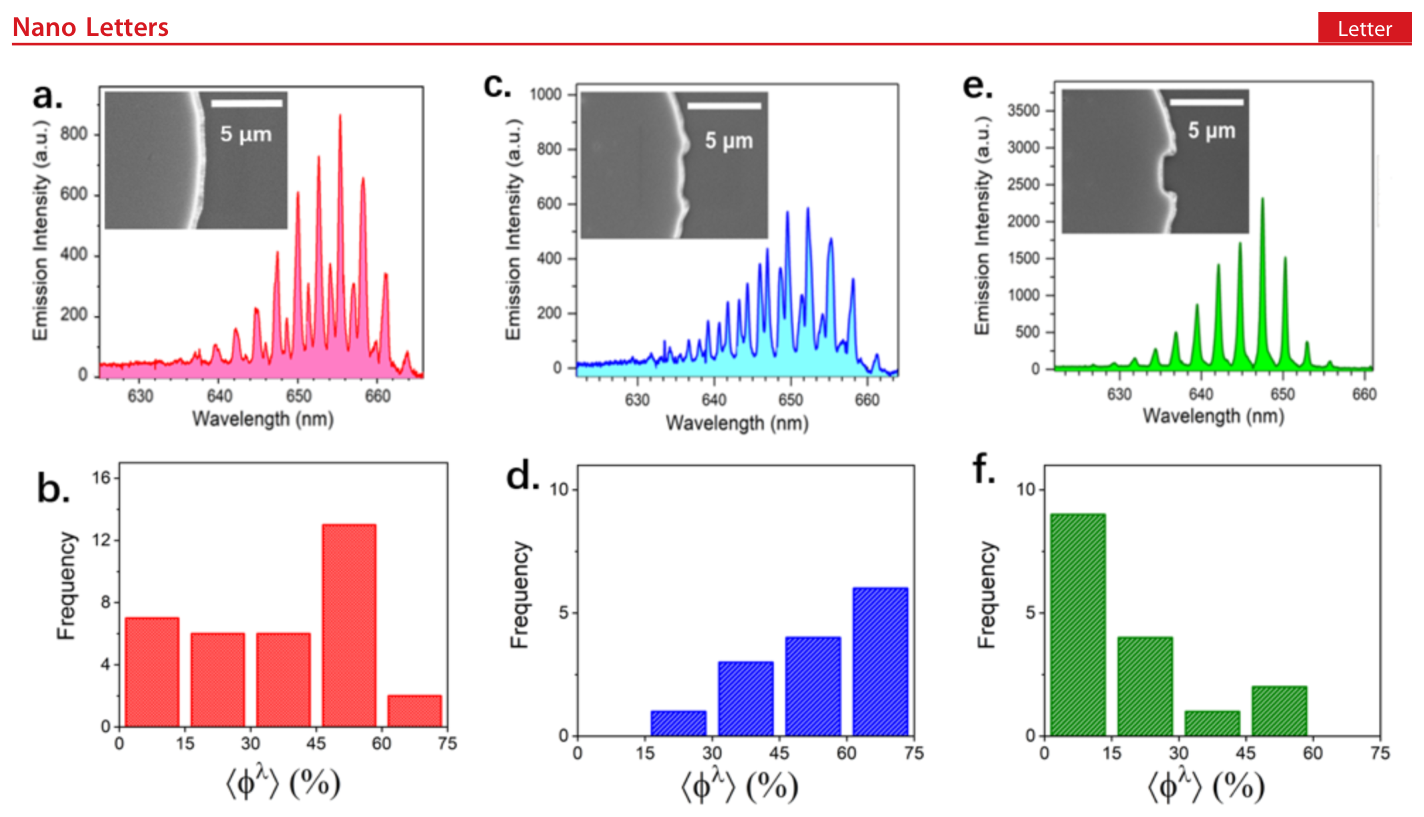 Nano Letters
Letter
a.
5 μm
Emission Intensity (a.u.)
800
600
400
200
0
630 640 650 660
Wavelength (nm)
c.
5 μm
Emission Intensity (a.u.)
1000
800
600
400
200
0
630 640 650 660
Wavelength (nm)
e.
5 μm
Emission Intensity (a.u.)
3500
3000
2500
2000
1500
1000
500
0
630 640 650 660
Wavelength (nm)
b.
Frequency
16
12
8
4
0
0 15 30 45 60 75
⟨ϕ^λ⟩ (%)
d.
Frequency
10
5
0
0 15 30 45 60 75
⟨ϕ^λ⟩ (%)
f.
Frequency
10
5
0
0 15 30 45 60 75
⟨ϕ^λ⟩ (%)